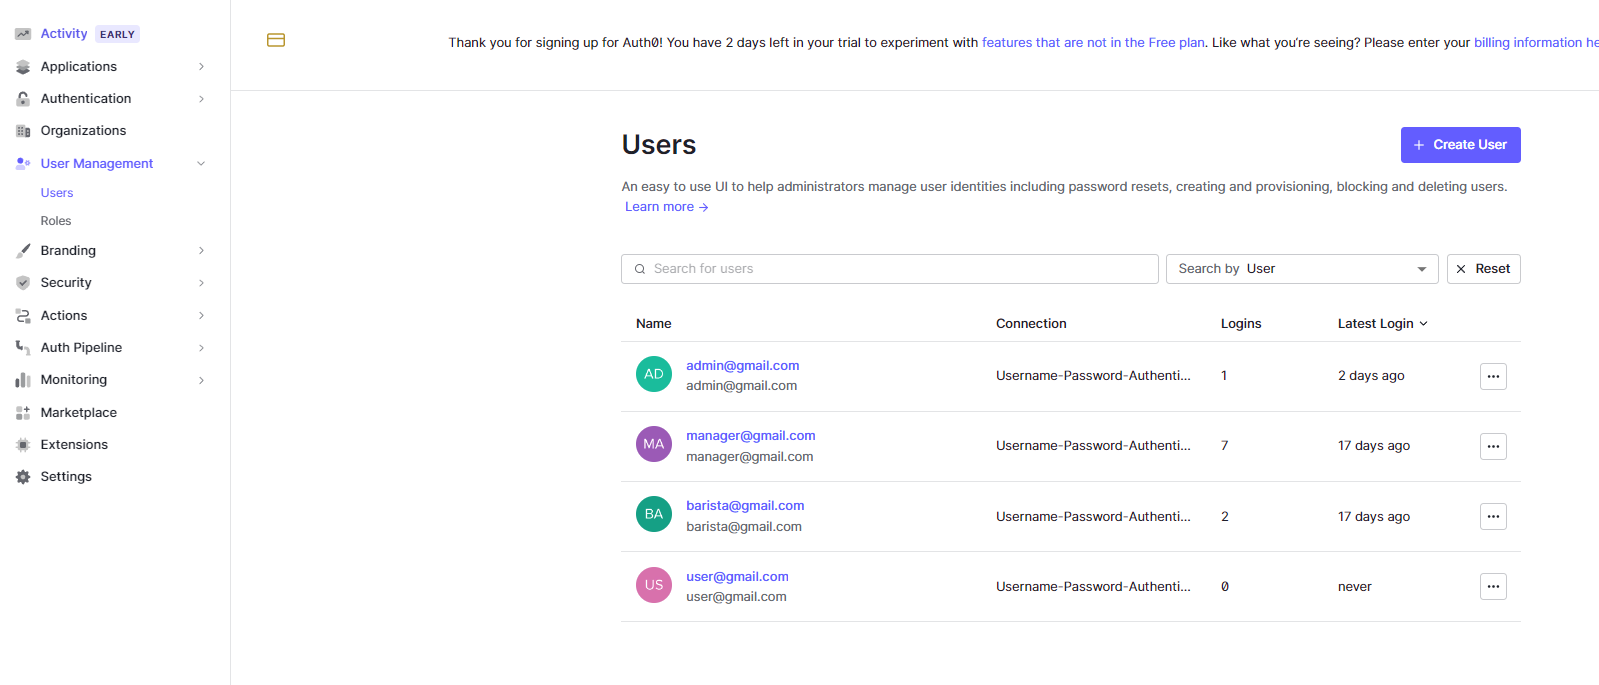 Activity EARLY
Applications
Authentication
Organizations
User Management
Users
Roles
Branding
Security
Actions
Auth Pipeline
Monitoring
Marketplace
Extensions
Settings
Thank you for signing up for Auth0! You have 2 days left in your trial to experiment with features that are not in the Free plan. Like what you're seeing? Please enter your billing information he
Users
+ Create User
An easy to use UI to help administrators manage user identities including password resets, creating and provisioning, blocking and deleting users.
Learn more →
Search for users
Search by User
Reset
Name Connection Logins Latest Login
AD admin@gmail.com
admin@gmail.com
Username-Password-Authenti... 1 2 days ago
MA manager@gmail.com
manager@gmail.com
Username-Password-Authenti... 7 17 days ago
BA barista@gmail.com
barista@gmail.com
Username-Password-Authenti... 2 17 days ago
US user@gmail.com
user@gmail.com
Username-Password-Authenti... 0 never